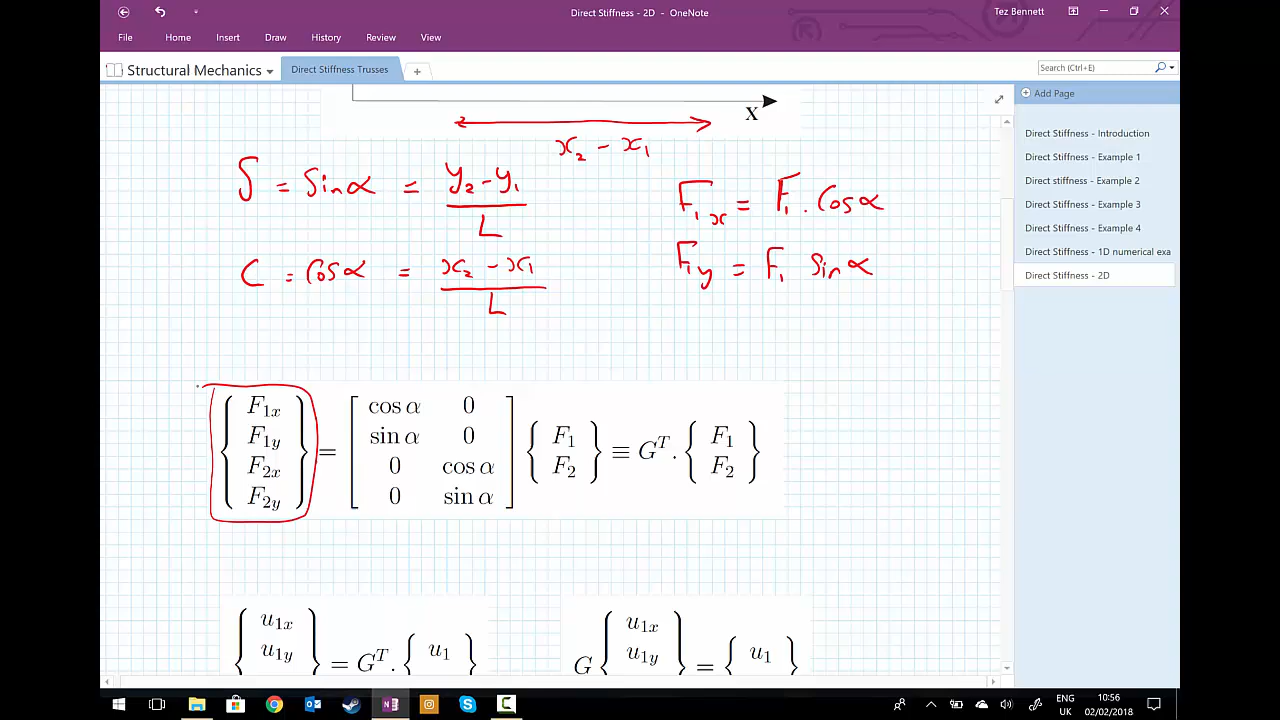 Direct Stiffness - 2D - OneNote
Tez Bennett
File Home Insert Draw History Review View
Structural Mechanics
Direct Stiffness Trusses
+
Search (Ctrl+E)
Add Page
Direct Stiffness - Introduction
Direct Stiffness - Example 1
Direct Stiffness - Example 2
Direct Stiffness - Example 3
Direct Stiffness - Example 4
Direct Stiffness - 1D numerical exa
Direct Stiffness - 2D
x
x₂ - x₁
S = Sin α = (y₂ - y₁) / L
F₁x = F₁ . Cos α
C = Cos α = (x₂ - x₁) / L
F₁y = F₁ Sin α
{ F₁x F₁y F₂x F₂y } = [ cos α 0 sin α 0 0 cos α 0 sin α ] { F₁ F₂ } ≡ Gᵀ. { F₁ F₂ }
{ u₁x u₁y } = Gᵀ. { u₁ }
G { u₁x u₁y } = { u₁ }
ENG
UK
10:56
02/02/2018